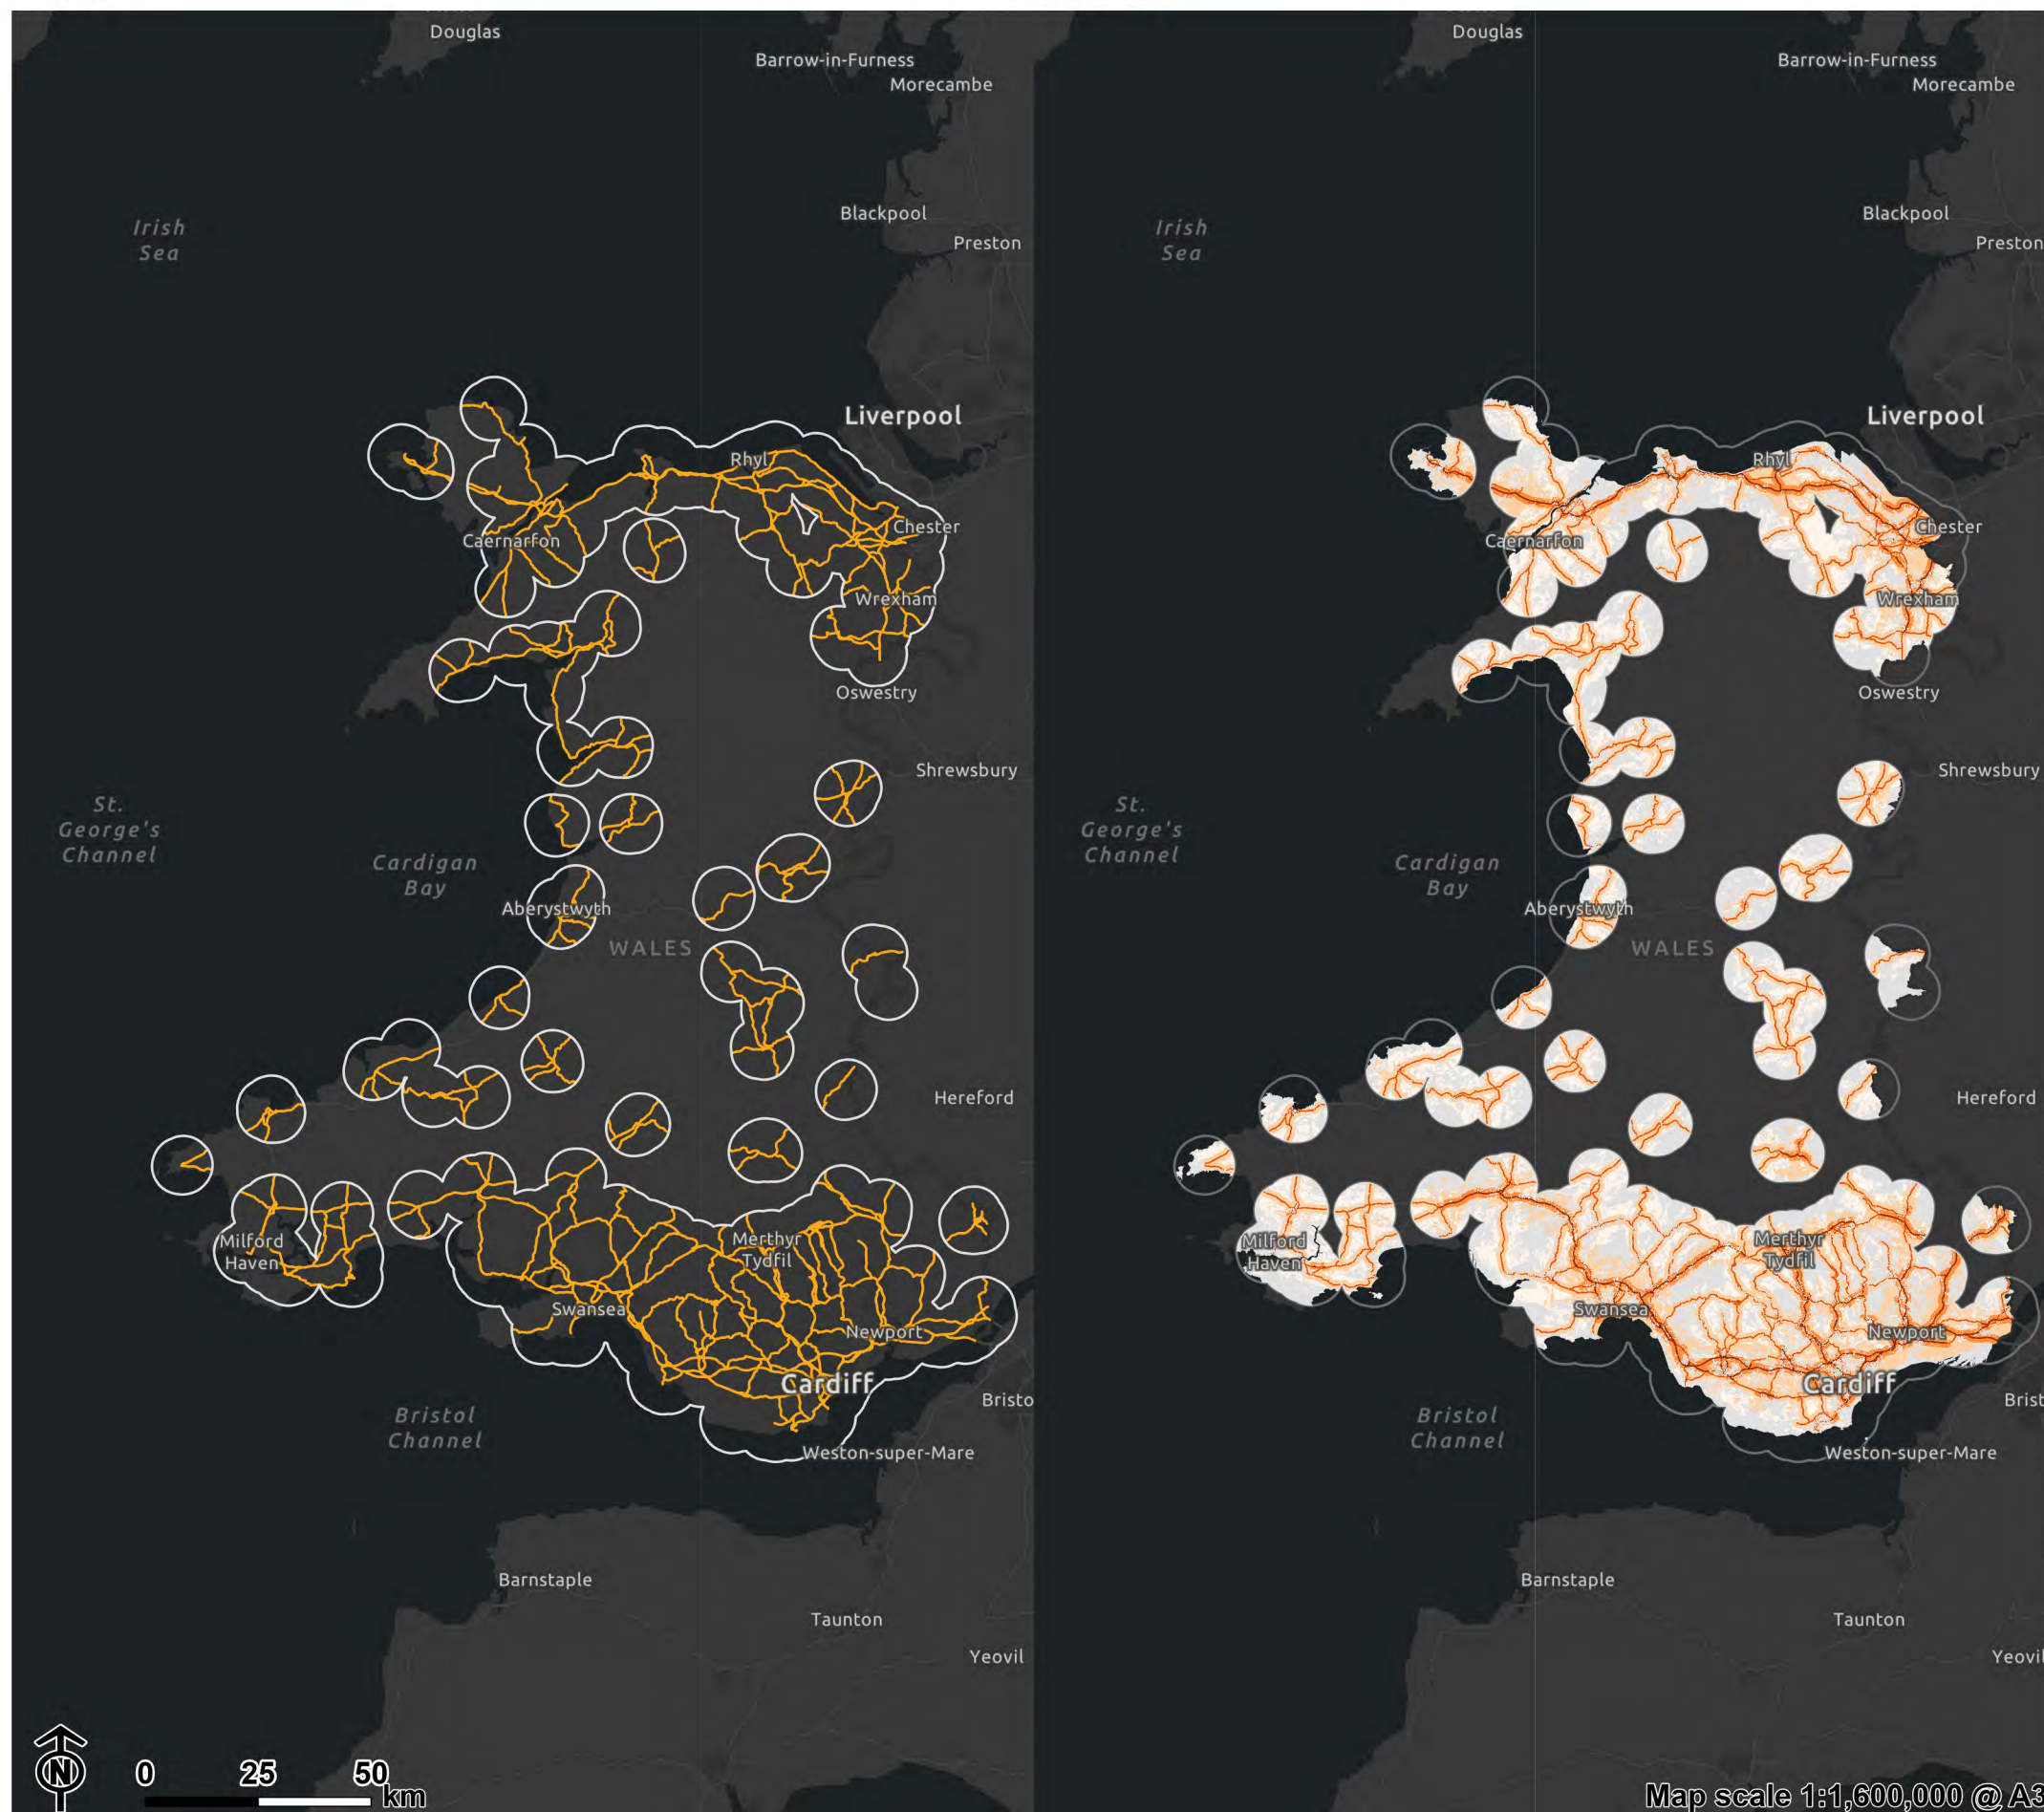 Douglas
Barrow-in-Furness
Morecambe
Irish
Sea
Blackpool
Preston
Liverpool
Rhyl
Chester
Caernarfon
Wrexham
Oswestry
Shrewsbury
St.
George's
Channel
Cardigan
Bay
Aberystwyth
WALES
Hereford
Milford
Haven
Merthyr
Tydfil
Swansea
Newport
Cardiff
Bristo
Bristol
Channel
Weston-super-Mare
Barnstaple
Taunton
Yeovil
N
0 25 50
km
Douglas
Barrow-in-Furness
Morecambe
Irish
Sea
Blackpool
Preston
Liverpool
Rhyl
Chester
Caernarfon
Wrexham
Oswestry
Shrewsbury
St.
George's
Channel
Cardigan
Bay
Aberystwyth
WALES
Hereford
Milford
Haven
Merthyr
Tydfil
Swansea
Newport
Cardiff
Brist
Bristol
Channel
Weston-super-Mare
Barnstaple
Taunton
Yeovil
Map scale 1:1,600,000 @ A3